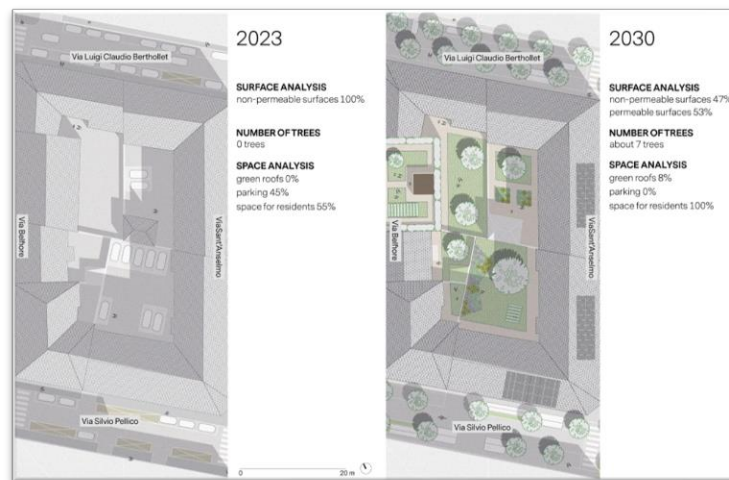 2023
Via Luigi Claudio Berthollet
SURFACE ANALYSIS
non-permeable surfaces 100%
NUMBER OF TREES
0 trees
SPACE ANALYSIS
green roofs 0%
parking 45%
space for residents 55%
Via Belfiore
Via Silvio Pellico
0
20 m
2030
Via Luigi Claudio Berthollet
SURFACE ANALYSIS
non-permeable surfaces 47%
permeable surfaces 53%
NUMBER OF TREES
about 7 trees
SPACE ANALYSIS
green roofs 8%
parking 0%
space for residents 100%
Via Belfiore
Via Sant'Anselmo
Via Silvio Pellico